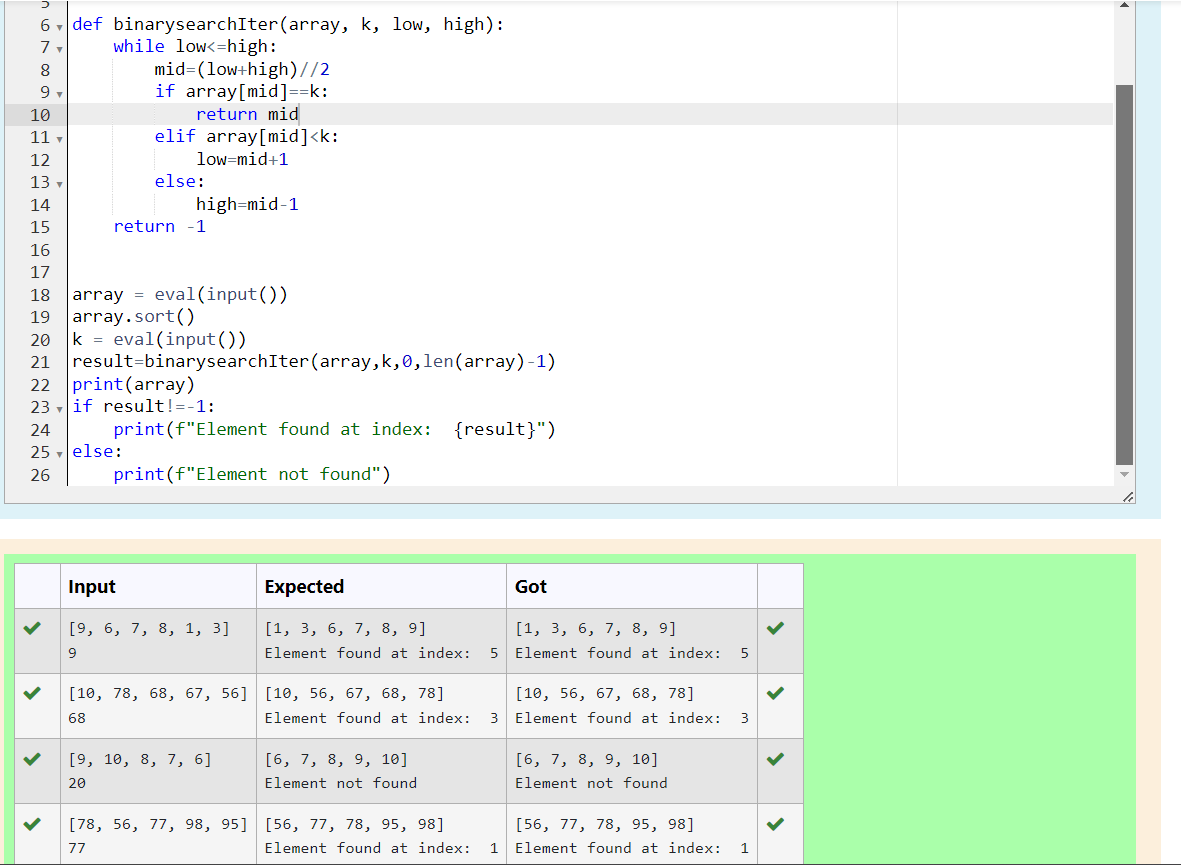 5
6 def binarysearchIter(array, k, low, high):
7     while low<=high:
8         mid=(low+high)//2
9         if array[mid]==k:
10             return mid
11         elif array[mid]<k:
12             low=mid+1
13         else:
14             high=mid-1
15     return -1
16
17
18 array = eval(input())
19 array.sort()
20 k = eval(input())
21 result=binarysearchIter(array,k,0,len(array)-1)
22 print(array)
23 if result!=-1:
24     print(f"Element found at index:  {result}")
25 else:
26     print(f"Element not found")
Input Expected Got
[9, 6, 7, 8, 1, 3] [1, 3, 6, 7, 8, 9] [1, 3, 6, 7, 8, 9]
9 Element found at index:  5 Element found at index:  5
[10, 78, 68, 67, 56] [10, 56, 67, 68, 78] [10, 56, 67, 68, 78]
68 Element found at index:  3 Element found at index:  3
[9, 10, 8, 7, 6] [6, 7, 8, 9, 10] [6, 7, 8, 9, 10]
20 Element not found Element not found
[78, 56, 77, 98, 95] [56, 77, 78, 95, 98] [56, 77, 78, 95, 98]
77 Element found at index:  1 Element found at index:  1